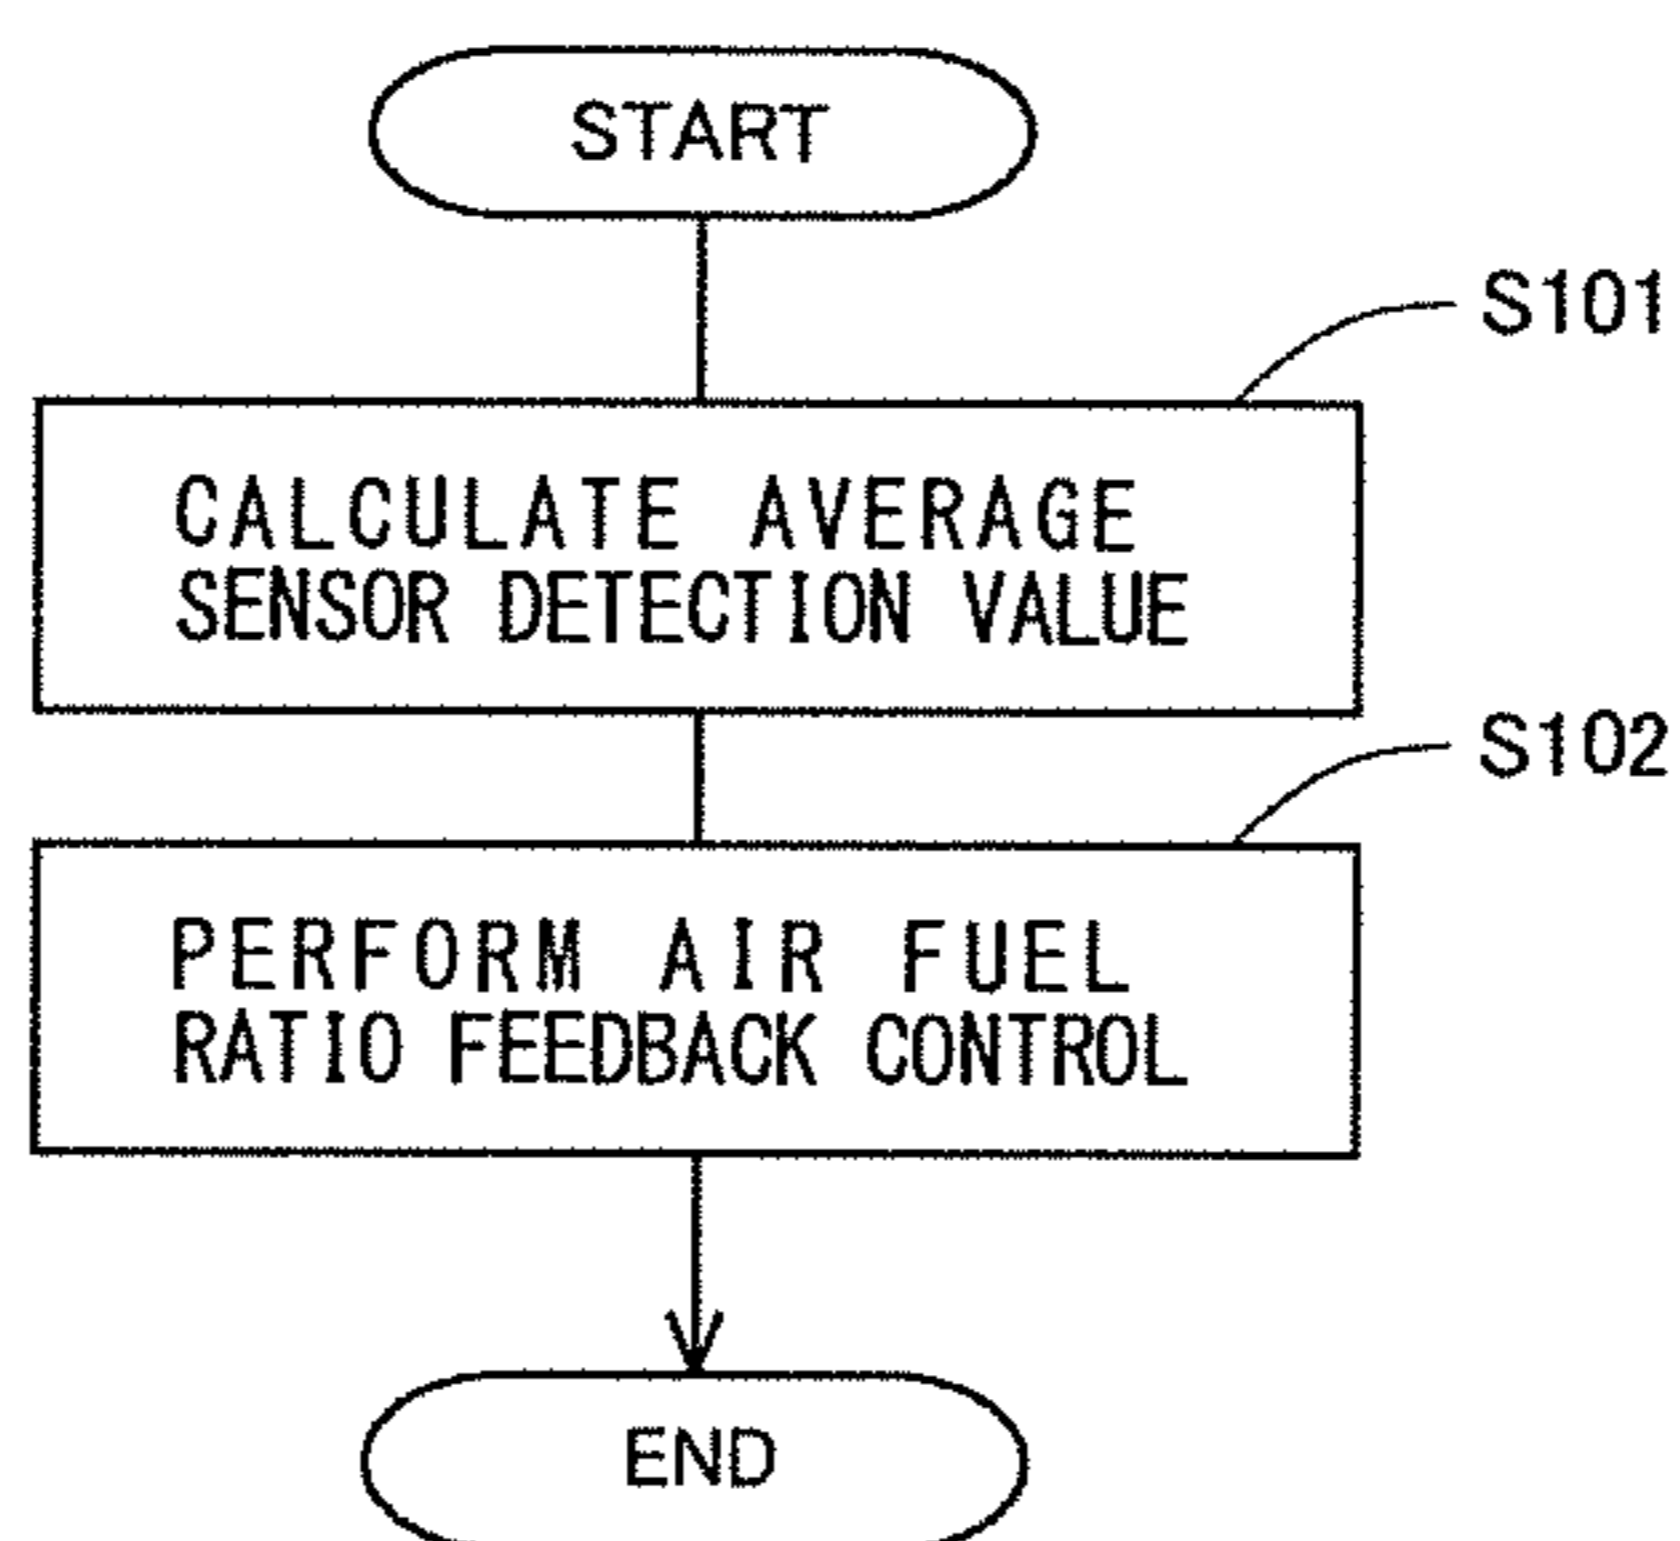 START
S101
CALCULATE AVERAGE
SENSOR DETECTION VALUE
S102
PERFORM AIR FUEL
RATIO FEEDBACK CONTROL
END